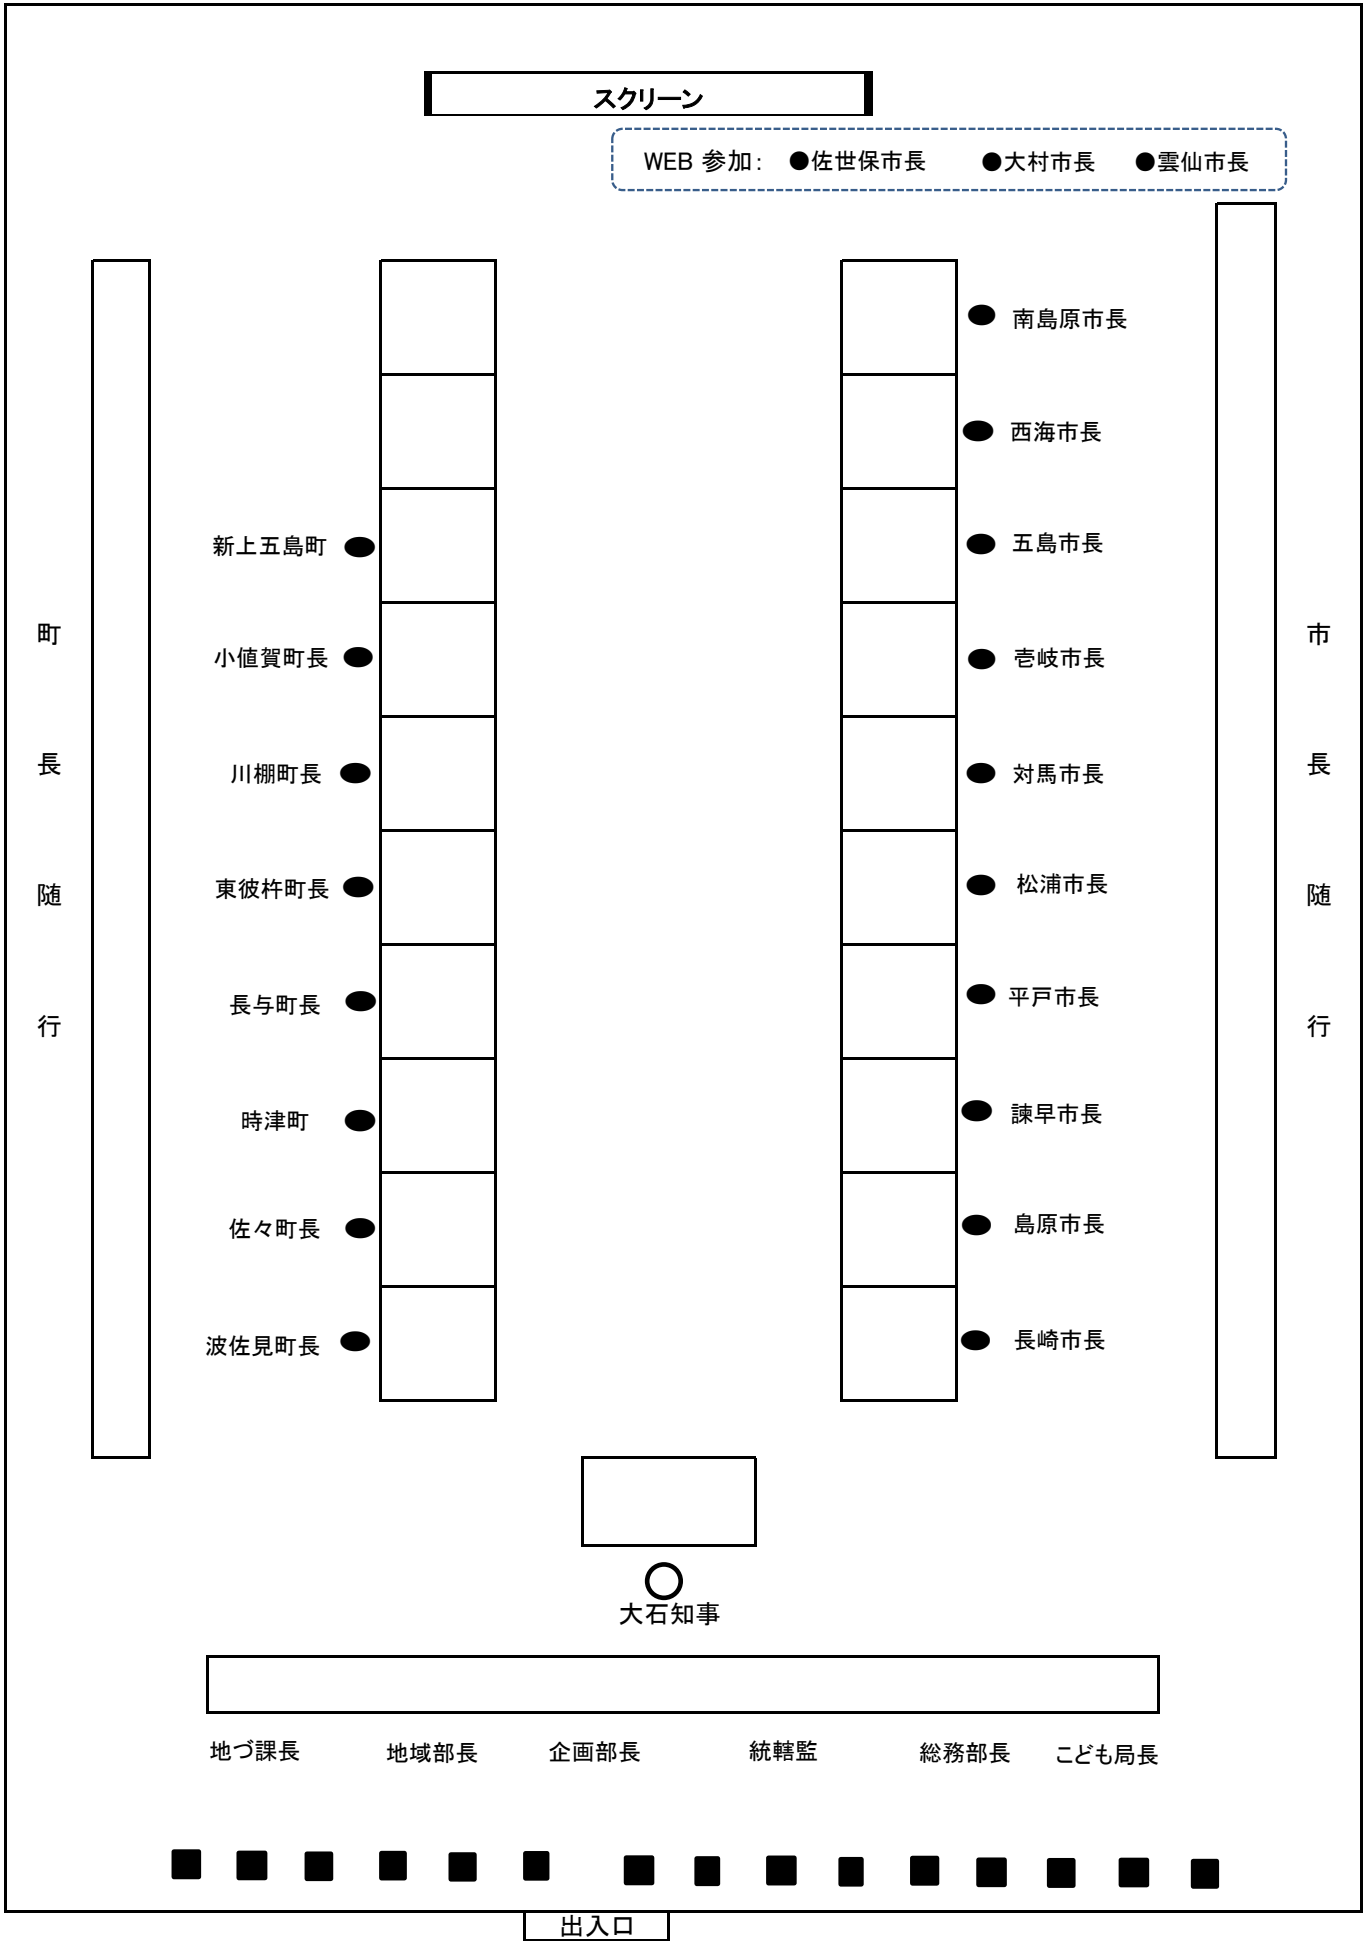 スクリーン
WEB 参加： ●佐世保市長 ●大村市長 ●雲仙市長
南島原市長
西海市長
新上五島町
五島市長
小値賀町長
壱岐市長
川棚町長
対馬市長
東彼杵町長
松浦市長
長与町長
平戸市長
時津町
諫早市長
佐々町長
島原市長
波佐見町長
長崎市長
町長随行
市長随行
大石知事
地づ課長 地域部長 企画部長 統轄監 総務部長 こども局長
出入口